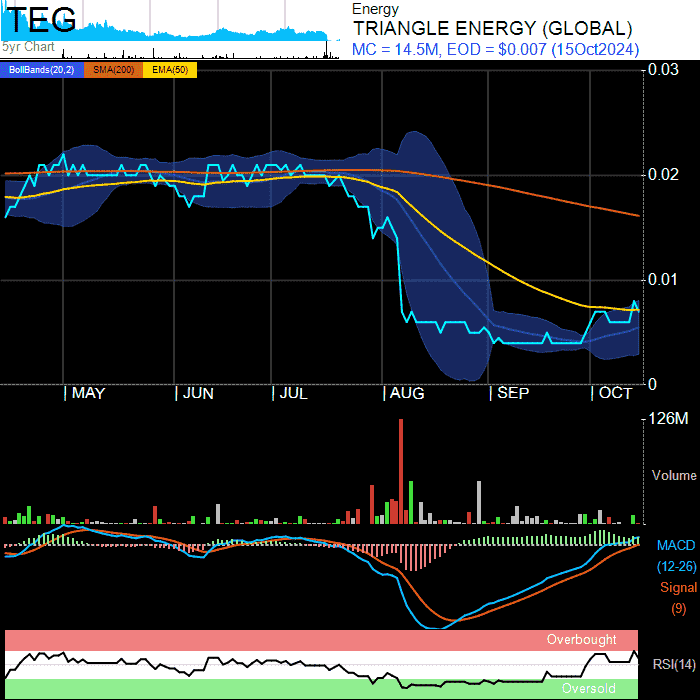 TEG
5yr Chart
Energy
TRIANGLE ENERGY (GLOBAL)
MC = 14.5M, EOD = $0.007 (15Oct2024)
BollBands(20,2) SMA(200) EMA(50)
0.03
0.02
0.01
0
MAY JUN JUL AUG SEP OCT
126M
Volume
MACD
(12-26)
Signal
(9)
Overbought
RSI(14)
Oversold